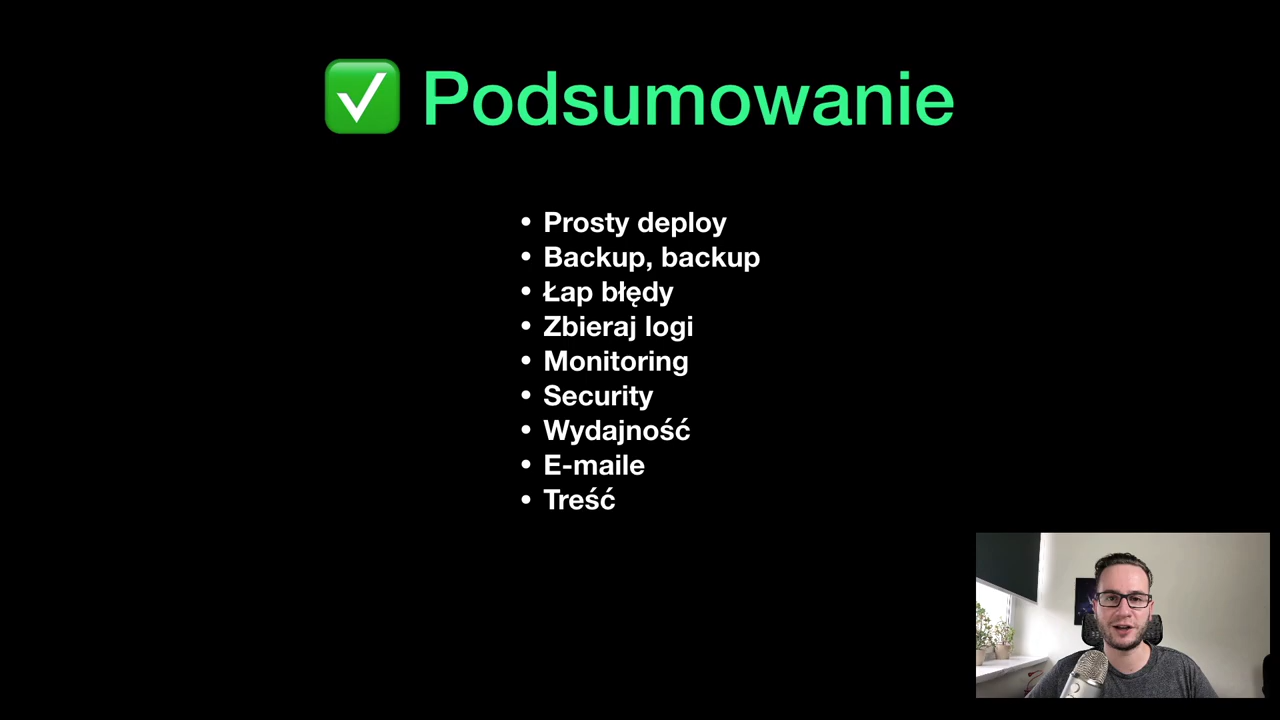 ✅ Podsumowanie
• Prosty deploy
• Backup, backup
• Łap błędy
• Zbieraj logi
• Monitoring
• Security
• Wydajność
• E-maile
• Treść